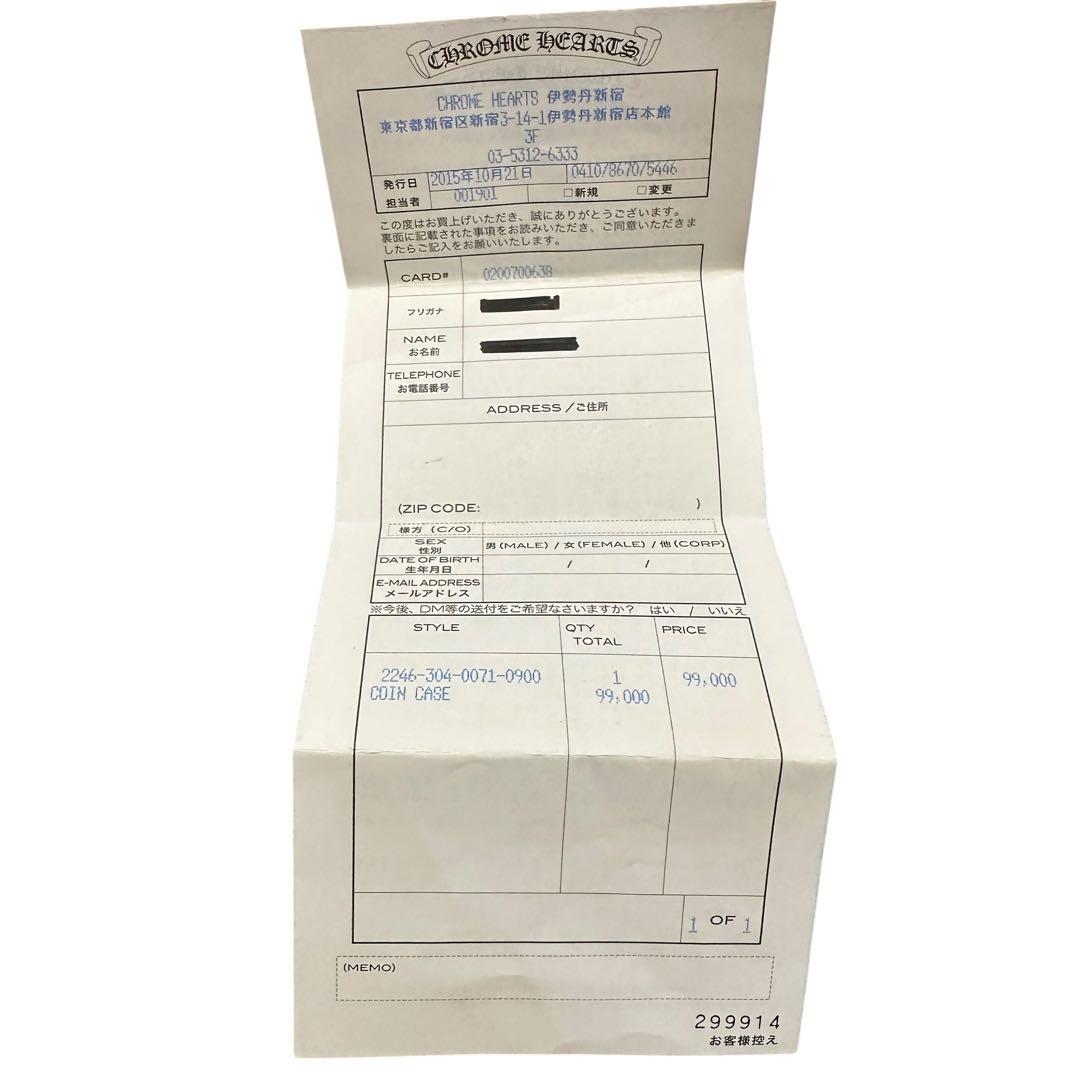 CHROME HEARTS
CHROME HEARTS 伊勢丹新宿
東京都新宿区新宿3-14-1伊勢丹新宿店本館
3F
03-5312-6333
発行日 2015年10月21日 0410/8670/5446
担当者 001901 □新規 □変更
この度はお買上げいただき、誠にありがとうございます。
裏面に記載された事項をお読みいただき、ご同意いただきま
したらご記入をお願いいたします。
CARD# 0200700638
フリガナ
NAME
お名前
TELEPHONE
お電話番号
ADDRESS /ご住所
(ZIP CODE: )
様方 (C/O)
SEX
性別 男(MALE) / 女(FEMALE) / 他(CORP)
DATE OF BIRTH
生年月日 / /
E-MAIL ADDRESS
メールアドレス
※今後、DM等の送付をご希望なさいますか? はい / いいえ
STYLE QTY PRICE
TOTAL
2246-304-0071-0900 1 99,000
COIN CASE 99,000
1 OF 1
(MEMO)
299914
お客様控え